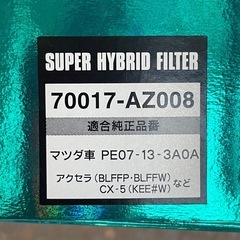 SUPER HYBRID FILTER
70017-AZ008
適合純正品番
マツダ車 PE07-13-3A0A
アクセラ(BLFFP・BLFFW)
CX-5(KEE#W)など